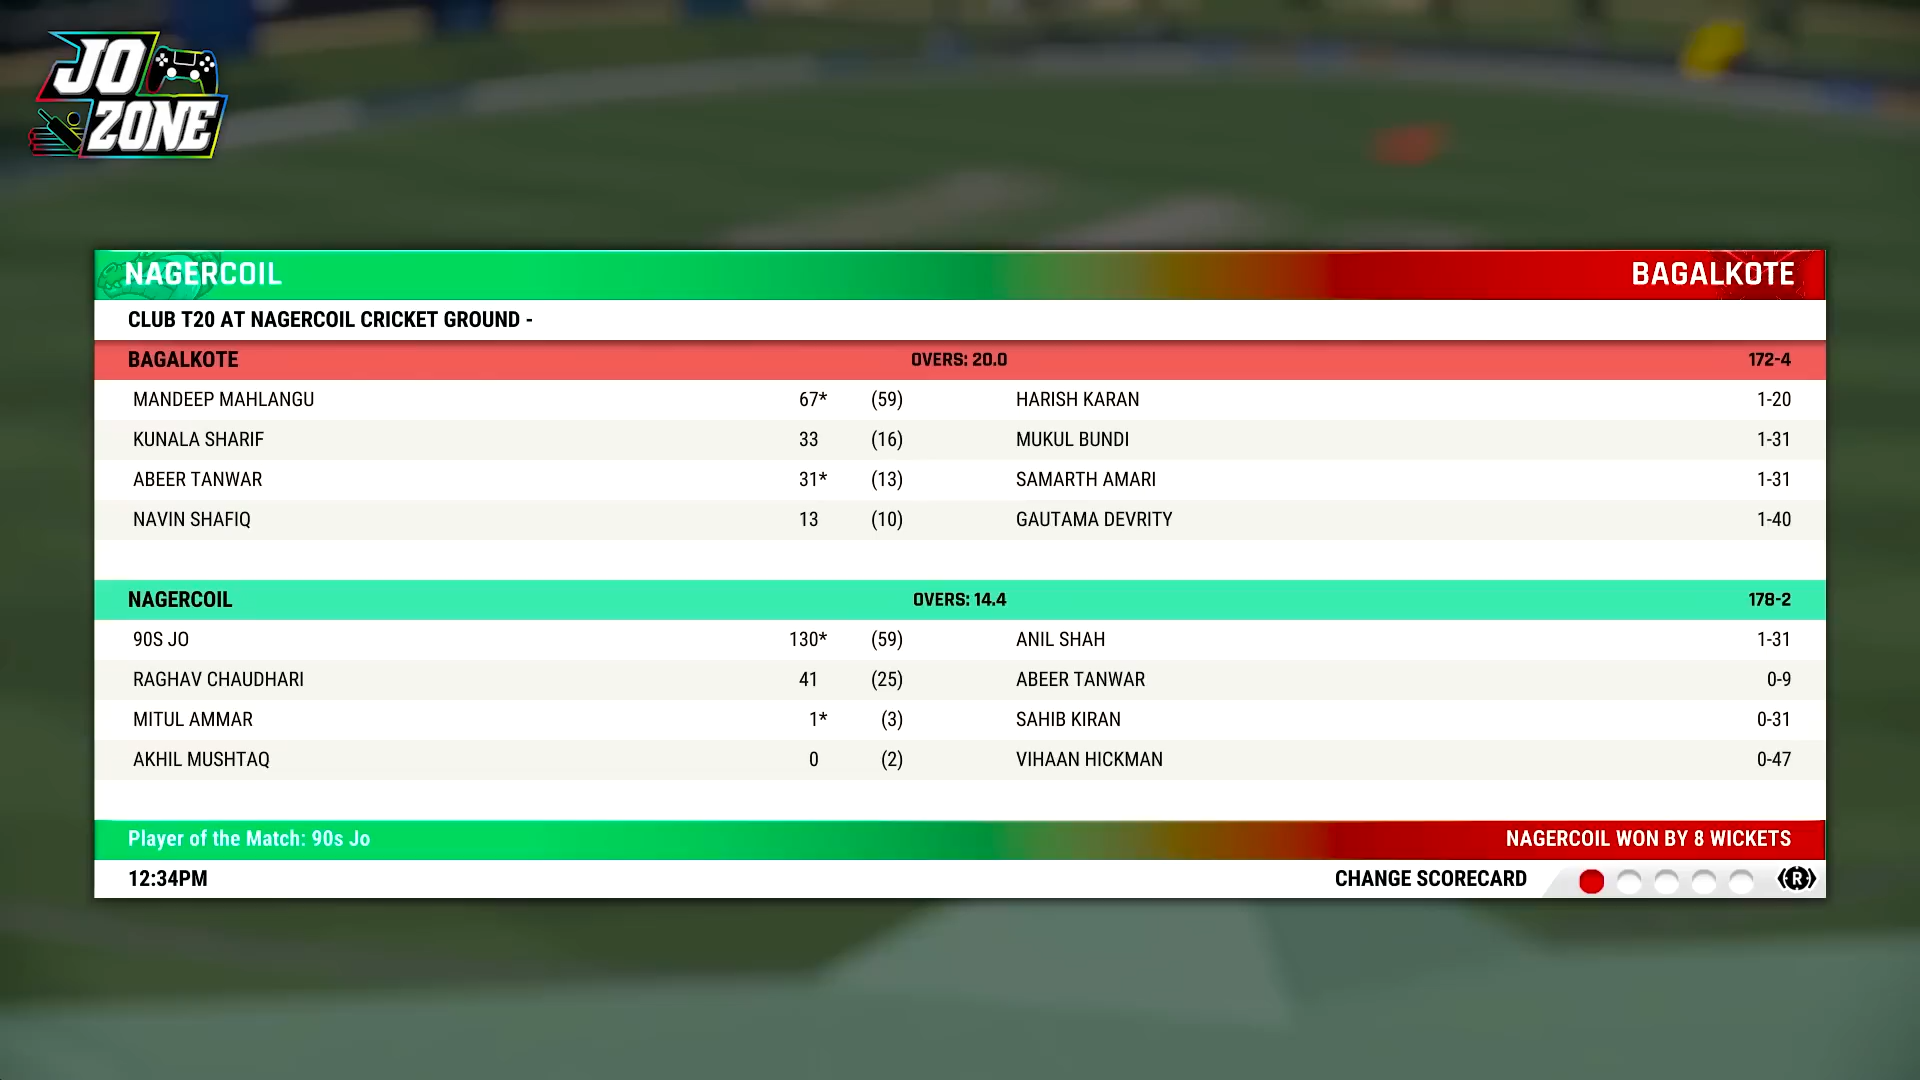 JO
ZONE
NAGERCOIL BAGALKOTE
CLUB T20 AT NAGERCOIL CRICKET GROUND -
BAGALKOTE OVERS: 20.0 172-4
MANDEEP MAHLANGU 67* (59) HARISH KARAN 1-20
KUNALA SHARIF 33 (16) MUKUL BUNDI 1-31
ABEER TANWAR 31* (13) SAMARTH AMARI 1-31
NAVIN SHAFIQ 13 (10) GAUTAMA DEVRITY 1-40
NAGERCOIL OVERS: 14.4 178-2
90S JO 130* (59) ANIL SHAH 1-31
RAGHAV CHAUDHARI 41 (25) ABEER TANWAR 0-9
MITUL AMMAR 1* (3) SAHIB KIRAN 0-31
AKHIL MUSHTAQ 0 (2) VIHAAN HICKMAN 0-47
Player of the Match: 90s Jo NAGERCOIL WON BY 8 WICKETS
12:34PM CHANGE SCORECARD R